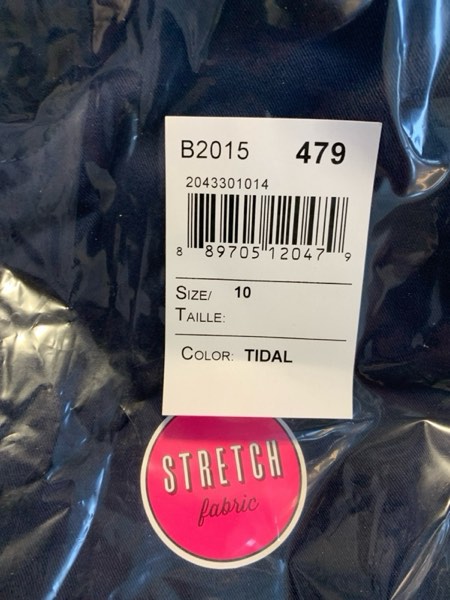 B2015 479
2043301014
8 89705 12047 9
SIZE/ 10
TAILLE:
COLOR: TIDAL
STRETCH
fabric